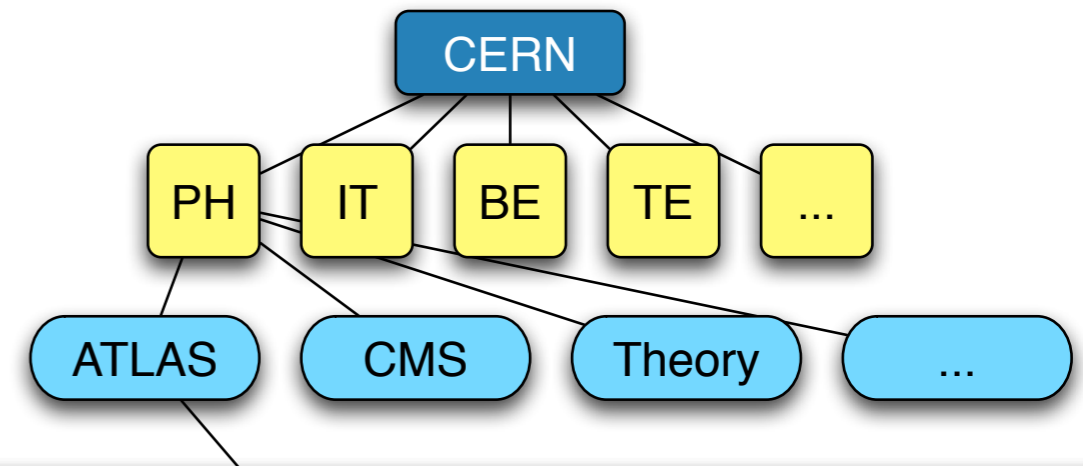 CERN
PH IT BE TE ...
ATLAS CMS Theory ...